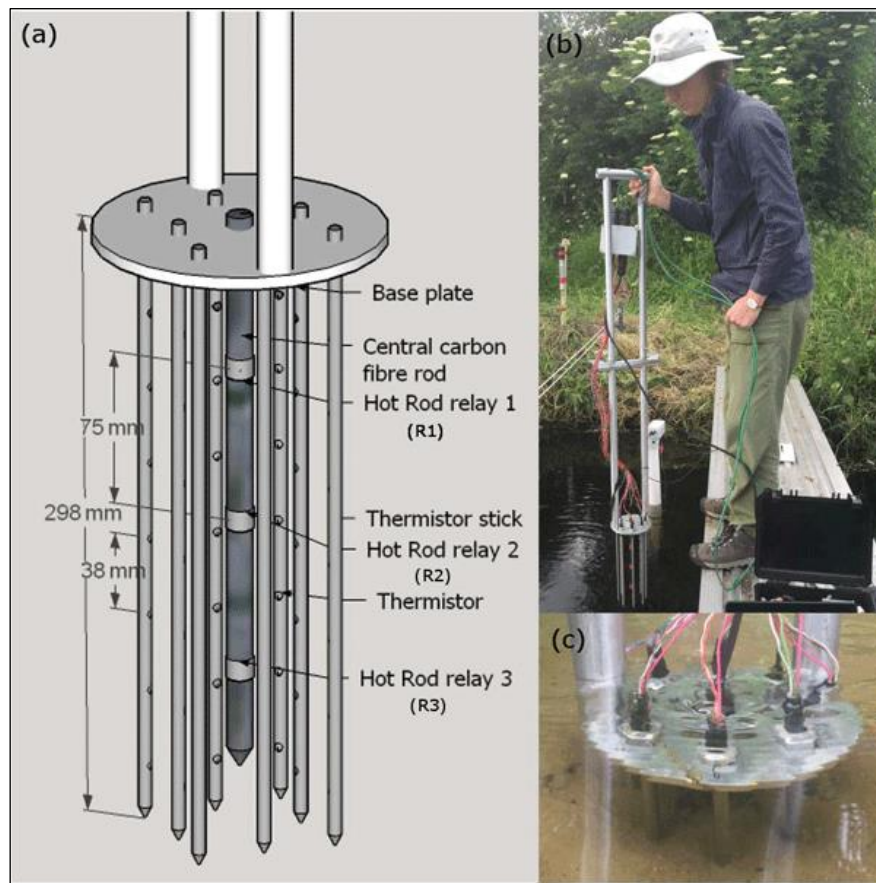 (a)
Base plate
Central carbon
fibre rod
Hot Rod relay 1
(R1)
75 mm
Thermistor stick
298 mm
Hot Rod relay 2
(R2)
38 mm
Thermistor
Hot Rod relay 3
(R3)
(b)
(c)